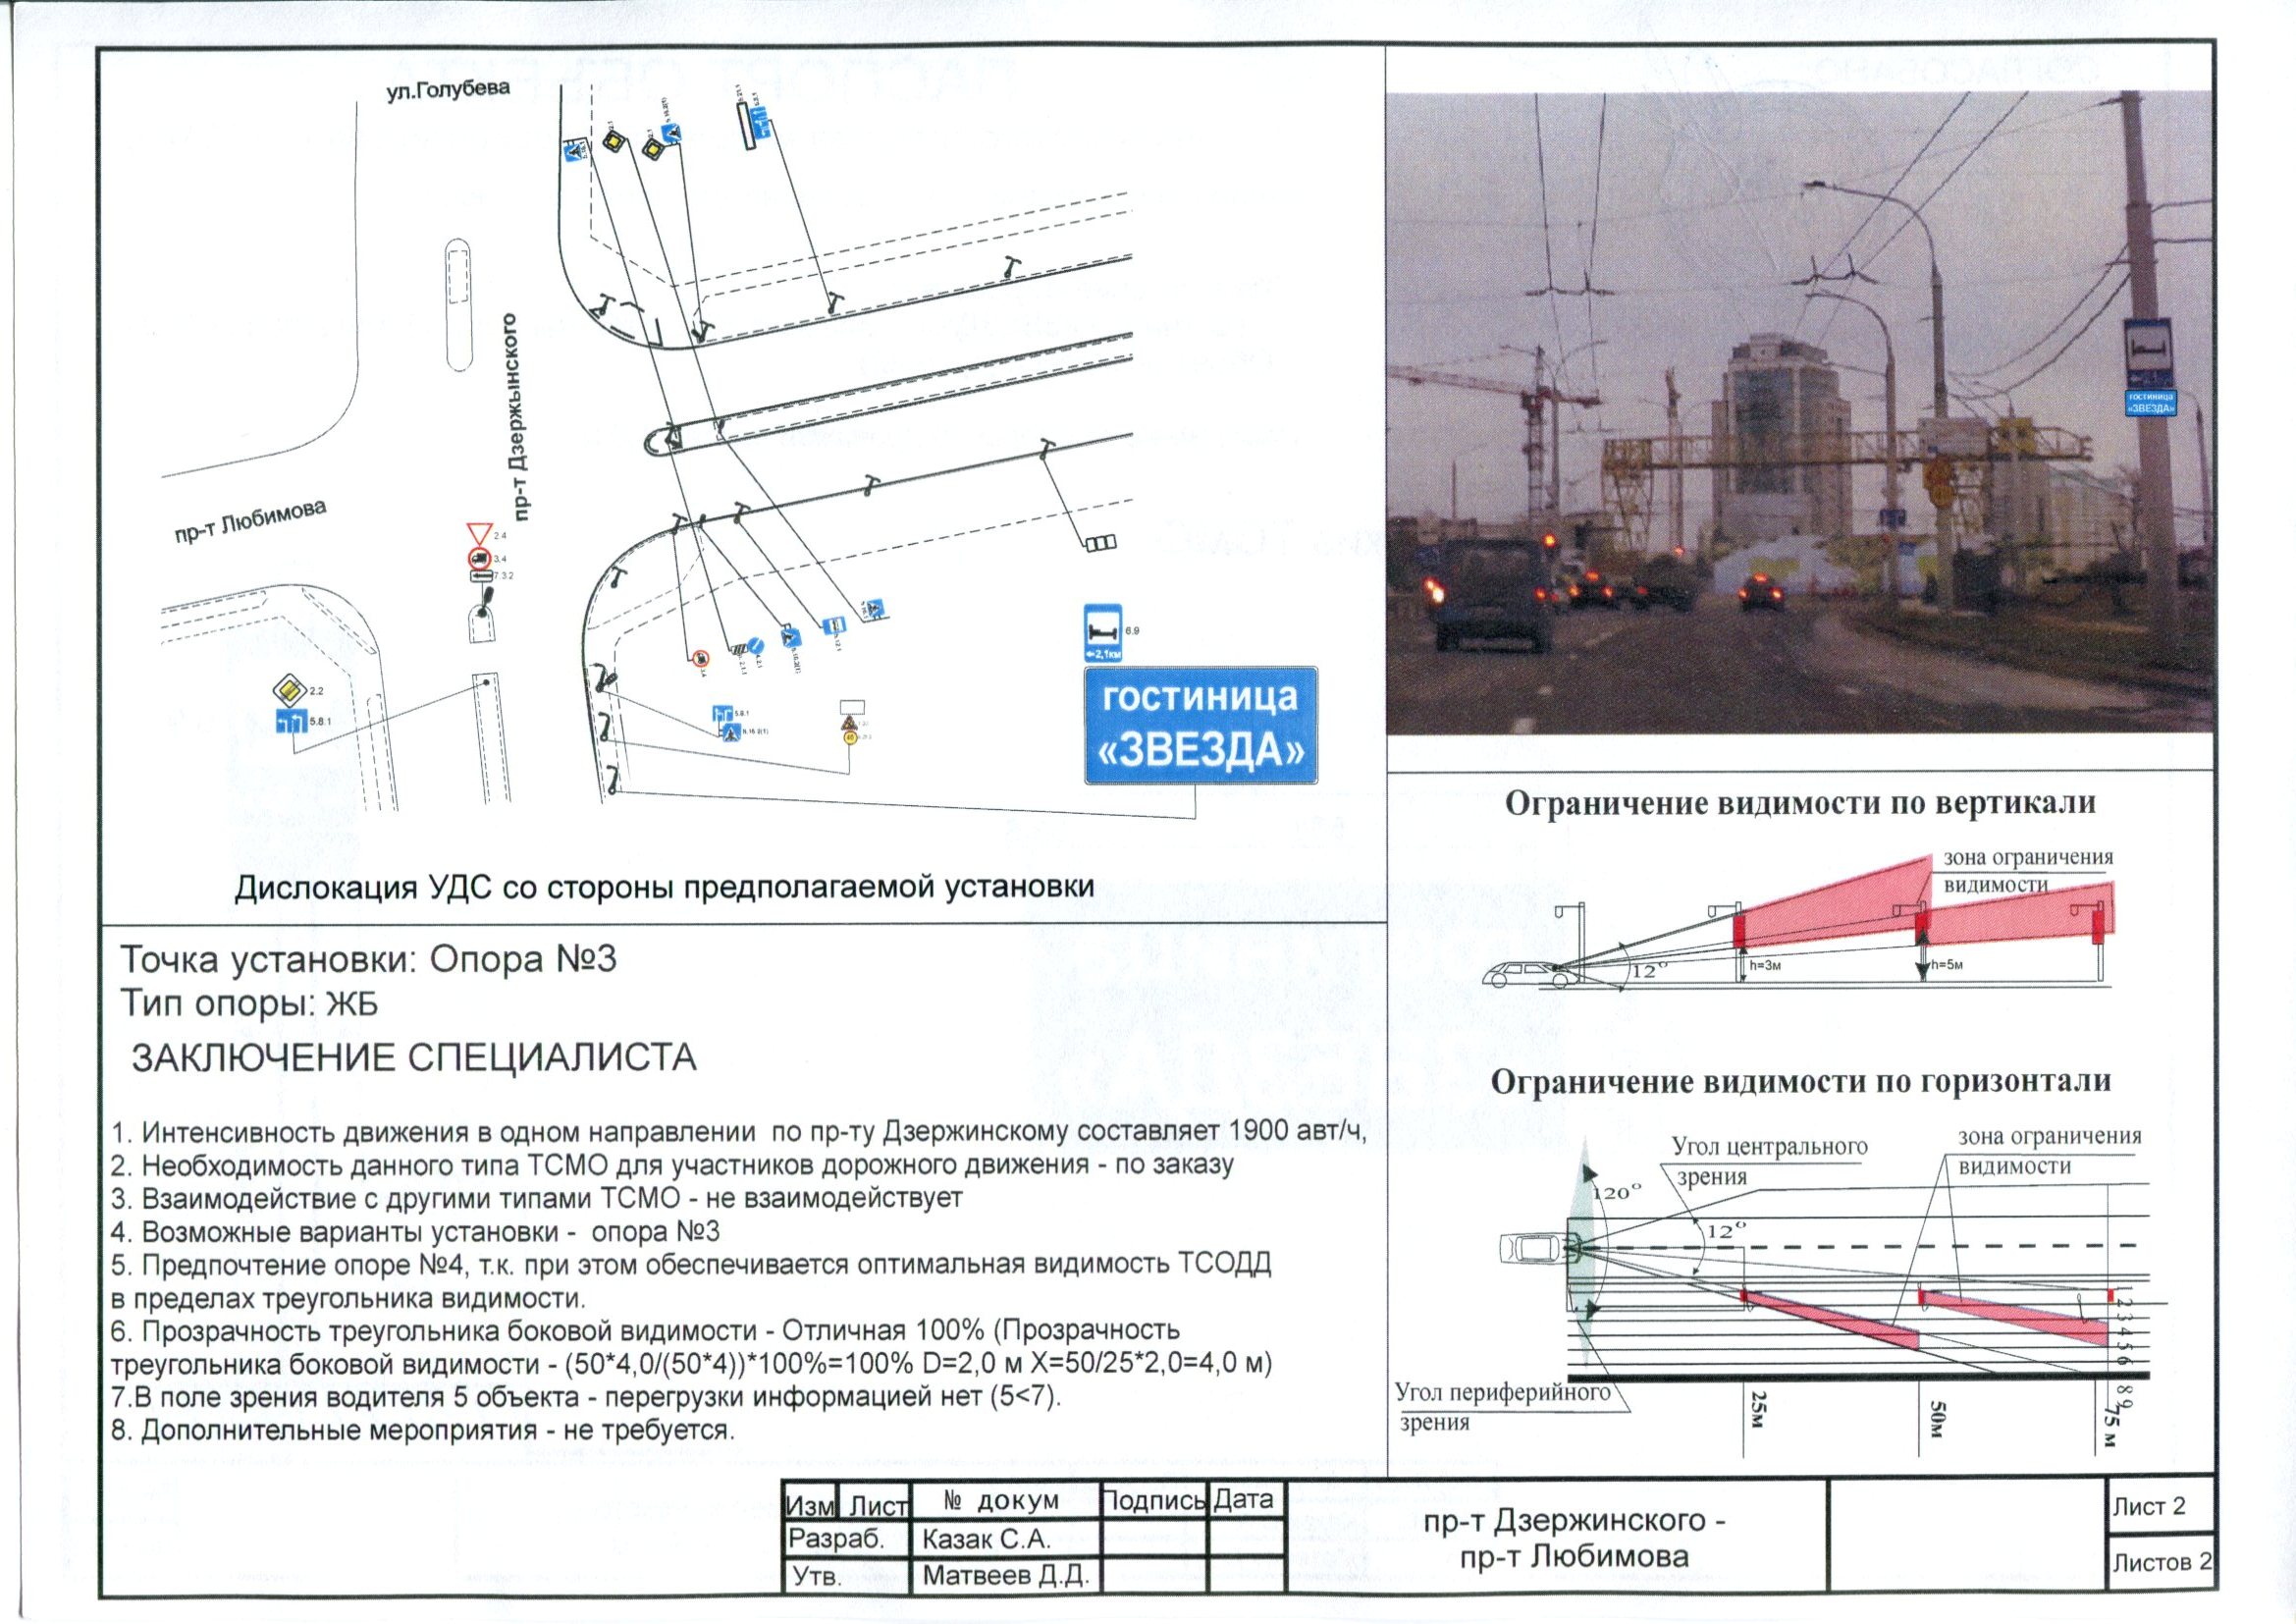 ул.Голубева
пр-т Дзержынского
пр-т Любимова
2.4
3.4
7.3.2
2.2
5.8.1
5.8.1
6.9
2,1км
гостиница
«ЗВЕЗДА»
Дислокация УДС со стороны предполагаемой установки
гостиница
«ЗВЕЗДА»
Точка установки: Опора №3
Тип опоры: ЖБ
ЗАКЛЮЧЕНИЕ СПЕЦИАЛИСТА
1. Интенсивность движения в одном направлении по пр-ту Дзержинскому составляет 1900 авт/ч,
2. Необходимость данного типа ТСМО для участников дорожного движения - по заказу
3. Взаимодействие с другими типами ТСМО - не взаимодействует
4. Возможные варианты установки - опора №3
5. Предпочтение опоре №4, т.к. при этом обеспечивается оптимальная видимость ТСОДД
в пределах треугольника видимости.
6. Прозрачность треугольника боковой видимости - Отличная 100% (Прозрачность
треугольника боковой видимости - (50*4,0/(50*4))*100%=100% D=2,0 м X=50/25*2,0=4,0 м)
7.В поле зрения водителя 5 объекта - перегрузки информацией нет (5<7).
8. Дополнительные мероприятия - не требуется.
Ограничение видимости по вертикали
зона ограничения
видимости
12°
h=3м
h=5м
Ограничение видимости по горизонтали
Угол центрального
зрения
зона ограничения
видимости
120°
12°
Угол периферийного
зрения
25м
50м
75 м
1 2 3 4 5 6 8 9
Изм Лист № докум Подпись Дата
Разраб. Казак С.А.
Утв. Матвеев Д.Д.
пр-т Дзержинского -
пр-т Любимова
Лист 2
Листов 2